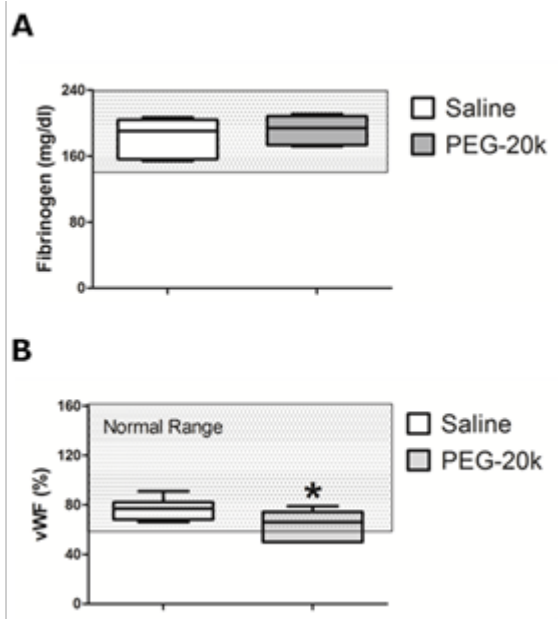 A
240
160
80
0
Fibrinogen (mg/dl)
Saline
PEG-20k
B
160
120
80
40
0
vWF (%)
Normal Range
*
Saline
PEG-20k